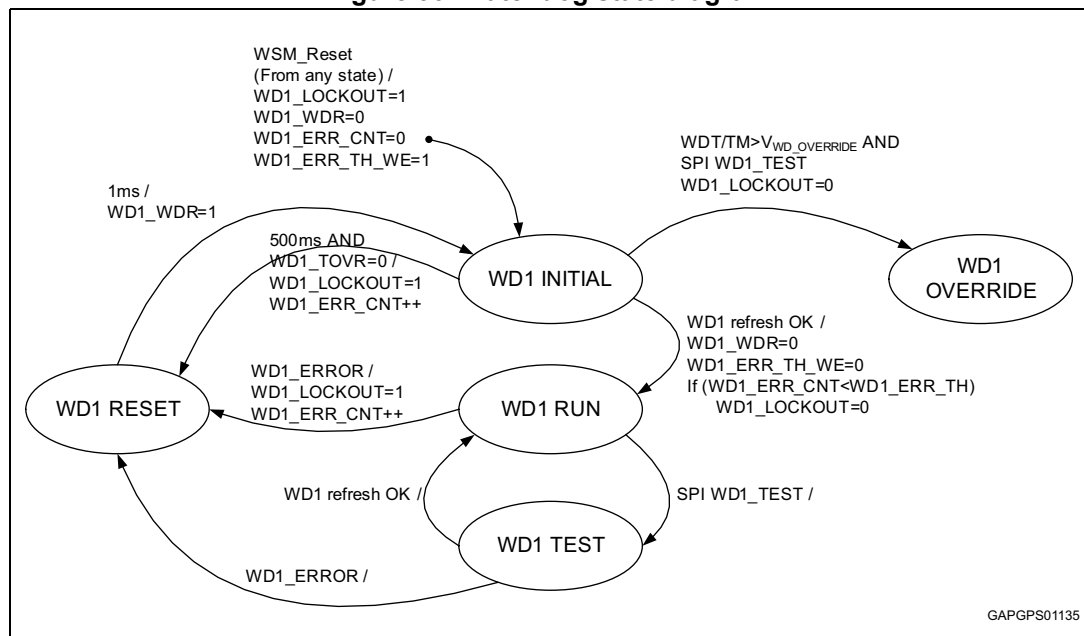 WSM_Reset
(From any state) /
WD1_LOCKOUT=1
WD1_WDR=0
WD1_ERR_CNT=0
WD1_ERR_TH_WE=1
WDT/TM>VWD_OVERRIDE AND
SPI WD1_TEST
WD1_LOCKOUT=0
1ms /
WD1_WDR=1
500ms AND
WD1_TOVR=0 /
WD1_LOCKOUT=1
WD1_ERR_CNT++
WD1 INITIAL
WD1
OVERRIDE
WD1 refresh OK /
WD1_WDR=0
WD1_ERR_TH_WE=0
If (WD1_ERR_CNT<WD1_ERR_TH)
WD1_LOCKOUT=0
WD1_ERROR /
WD1_LOCKOUT=1
WD1_ERR_CNT++
WD1 RESET
WD1 RUN
WD1 refresh OK /
SPI WD1_TEST /
WD1 TEST
WD1_ERROR /
GAPGPS01135